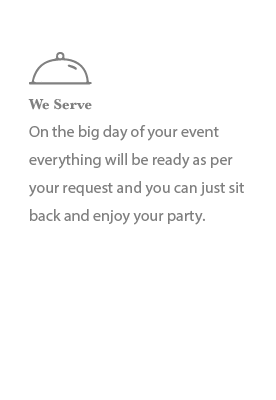 We Serve
On the big day of your event
everything will be ready as per
your request and you can just sit
back and enjoy your party.